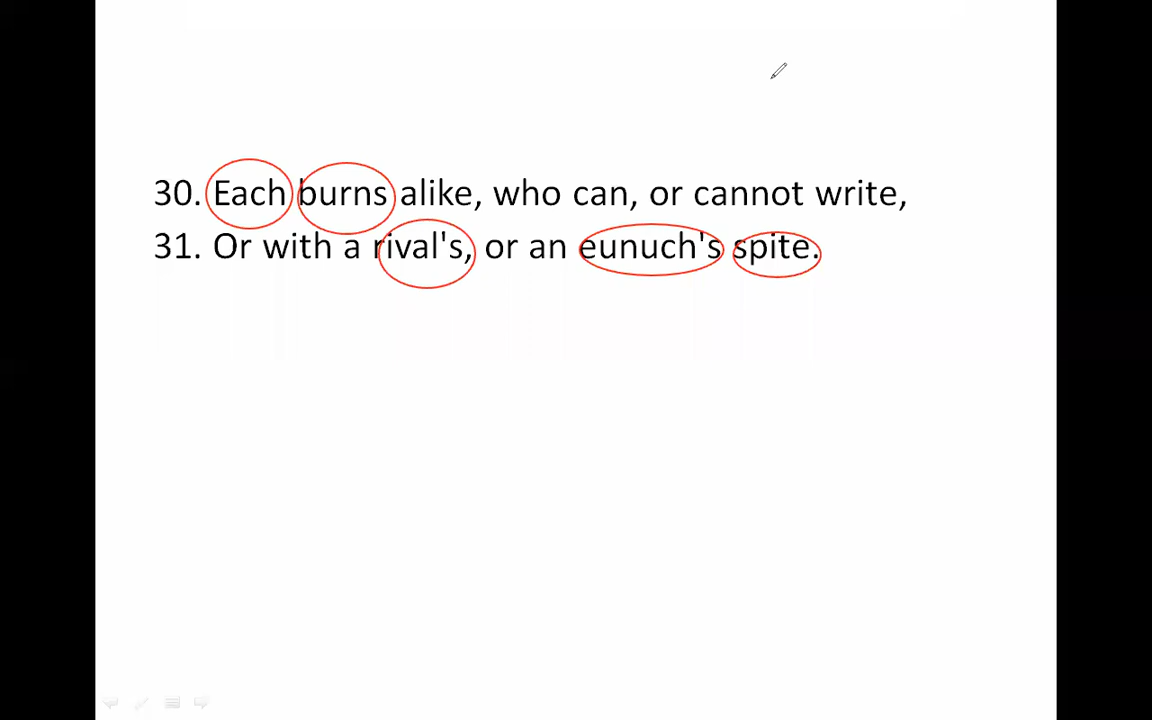 30. Each burns alike, who can, or cannot write,
31. Or with a rival's, or an eunuch's spite.